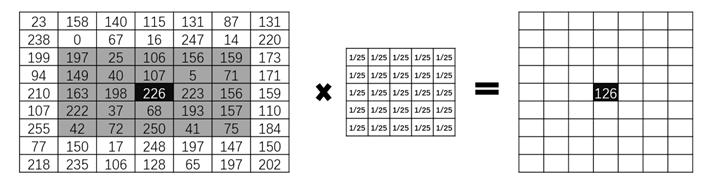 23 158 140 115 131 87 131
238 0 67 16 247 14 220
199 197 25 106 156 159 173
94 149 40 107 5 71 171
210 163 198 226 223 156 159
107 222 37 68 193 157 110
255 42 72 250 41 75 184
77 150 17 248 197 147 150
218 235 106 128 65 197 202
×
1/25 1/25 1/25 1/25 1/25
1/25 1/25 1/25 1/25 1/25
1/25 1/25 1/25 1/25 1/25
1/25 1/25 1/25 1/25 1/25
1/25 1/25 1/25 1/25 1/25
=
126